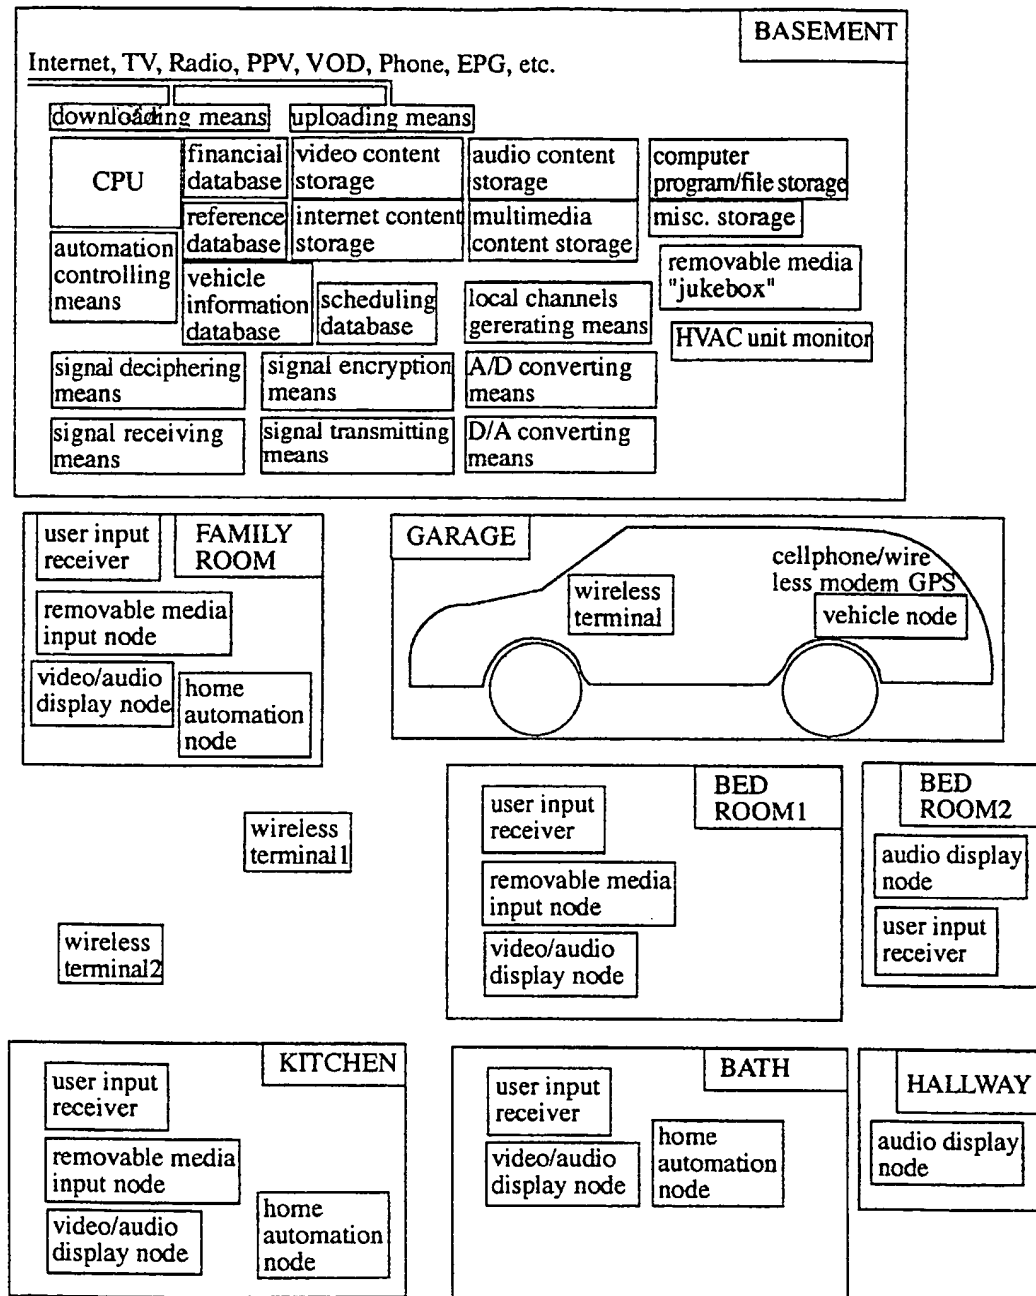 BASEMENT
Internet, TV, Radio, PPV, VOD, Phone, EPG, etc.
downloading means
uploading means
CPU
financial
database
video content
storage
audio content
storage
computer
program/file storage
reference
database
internet content
storage
multimedia
content storage
misc. storage
automation
controlling
means
vehicle
information
database
scheduling
database
local channels
gererating means
removable media
"jukebox"
HVAC unit monitor
signal deciphering
means
signal encryption
means
A/D converting
means
signal receiving
means
signal transmitting
means
D/A converting
means
user input
receiver
FAMILY
ROOM
removable media
input node
video/audio
display node
home
automation
node
GARAGE
wireless
terminal
cellphone/wire
less modem GPS
vehicle node
wireless
terminal1
wireless
terminal2
BED
ROOM1
user input
receiver
removable media
input node
video/audio
display node
BED
ROOM2
audio display
node
user input
receiver
KITCHEN
user input
receiver
removable media
input node
video/audio
display node
home
automation
node
BATH
user input
receiver
video/audio
display node
home
automation
node
HALLWAY
audio display
node